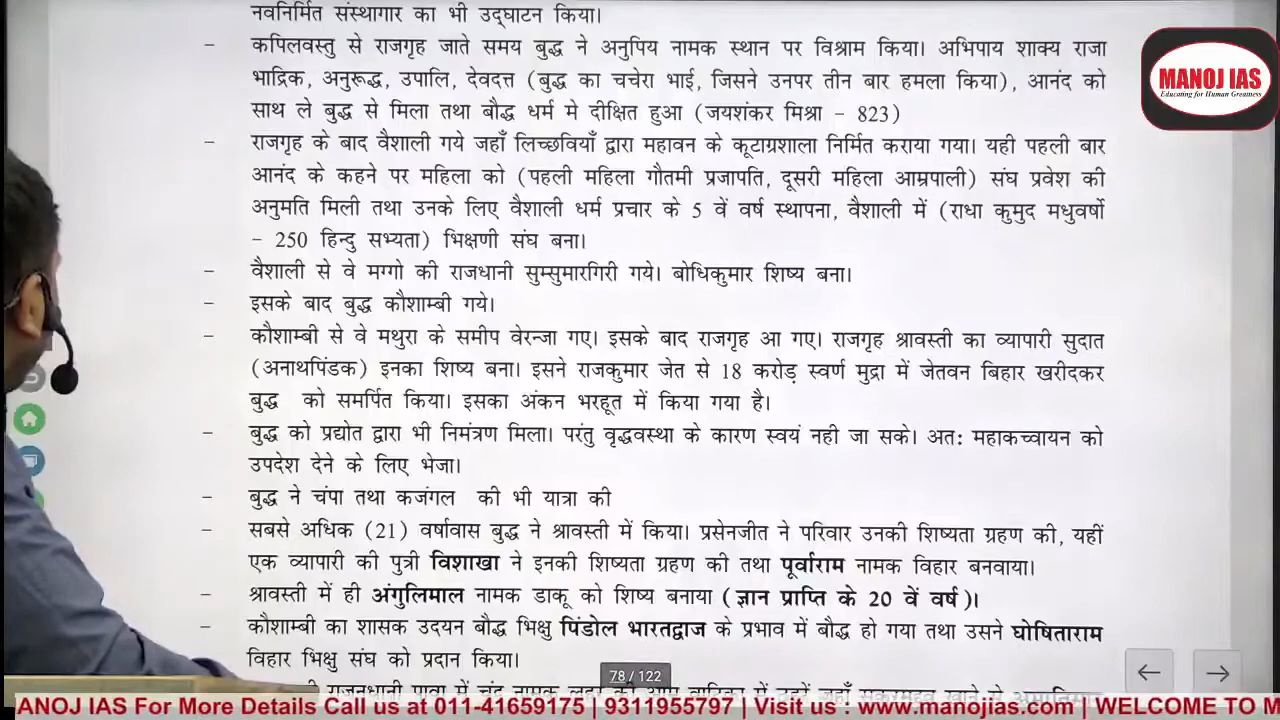 नवनिर्मित संस्थागार का भी उद्घाटन किया।
– कपिलवस्तु से राजगृह जाते समय बुद्ध ने अनुपिय नामक स्थान पर विश्राम किया। अभिपाय शाक्य राजा
भाद्रिक, अनुरूद्ध, उपालि, देवदत्त (बुद्ध का चचेरा भाई, जिसने उनपर तीन बार हमला किया), आनंद को
साथ ले बुद्ध से मिला तथा बौद्ध धर्म मे दीक्षित हुआ (जयशंकर मिश्रा - 823)
– राजगृह के बाद वैशाली गये जहाँ लिच्छवियाँ द्वारा महावन के कूटाग्रशाला निर्मित कराया गया। यही पहली बार
आनंद के कहने पर महिला को (पहली महिला गौतमी प्रजापति, दूसरी महिला आम्रपाली) संघ प्रवेश की
अनुमति मिली तथा उनके लिए वैशाली धर्म प्रचार के 5 वें वर्ष स्थापना, वैशाली में (राधा कुमुद मधुवर्षो
- 250 हिन्दु सभ्यता) भिक्षणी संघ बना।
– वैशाली से वे मग्गो की राजधानी सुम्सुमारगिरी गये। बोधिकुमार शिष्य बना।
– इसके बाद बुद्ध कौशाम्बी गये।
– कौशाम्बी से वे मथुरा के समीप वेरन्जा गए। इसके बाद राजगृह आ गए। राजगृह श्रावस्ती का व्यापारी सुदात
(अनाथपिंडक) इनका शिष्य बना। इसने राजकुमार जेत से 18 करोड़ स्वर्ण मुद्रा में जेतवन बिहार खरीदकर
बुद्ध को समर्पित किया। इसका अंकन भरहूत में किया गया है।
– बुद्ध को प्रद्योत द्वारा भी निमंत्रण मिला। परंतु वृद्धवस्था के कारण स्वयं नही जा सके। अत: महाकच्वायन को
उपदेश देने के लिए भेजा।
– बुद्ध ने चंपा तथा कजंगल की भी यात्रा की
– सबसे अधिक (21) वर्षावास बुद्ध ने श्रावस्ती में किया। प्रसेनजीत ने परिवार उनकी शिष्यता ग्रहण की, यहीं
एक व्यापारी की पुत्री विशाखा ने इनकी शिष्यता ग्रहण की तथा पूर्वाराम नामक विहार बनवाया।
– श्रावस्ती में ही अंगुलिमाल नामक डाकू को शिष्य बनाया (ज्ञान प्राप्ति के 20 वें वर्ष)।
– कौशाम्बी का शासक उदयन बौद्ध भिक्षु पिंडोल भारतद्वाज के प्रभाव में बौद्ध हो गया तथा उसने घोषिताराम
विहार भिक्षु संघ को प्रदान किया।
78 / 122
MANOJ IAS
Educating for Human Greatness
ANOJ IAS For More Details Call us at 011-41659175 | 9311955797 | Visit us : www.manojias.com | WELCOME TO M